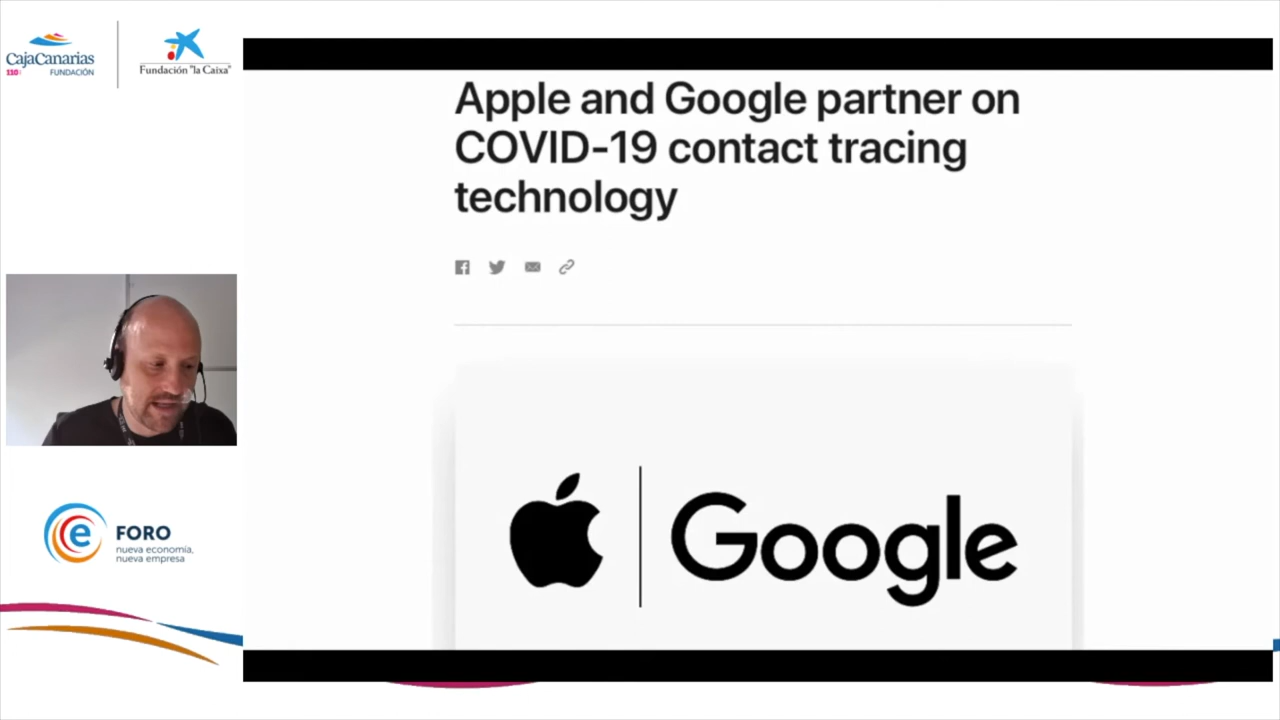 CajaCanarias
110
FUNDACIÓN
Fundación "la Caixa"
Apple and Google partner on
COVID-19 contact tracing
technology
Google
e
FORO
nueva economía,
nueva empresa